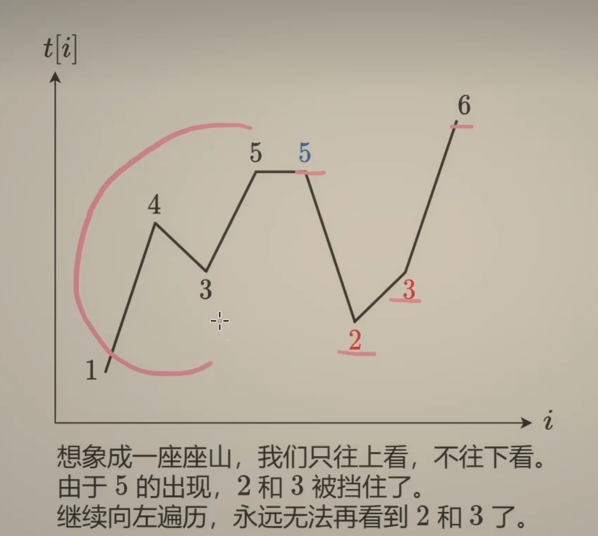 t[i]
6
5 5
4
3 3
2
1
i
想象成一座座山，我们只往上看，不往下看。
由于 5 的出现，2 和 3 被挡住了。
继续向左遍历，永远无法再看到 2 和 3 了。